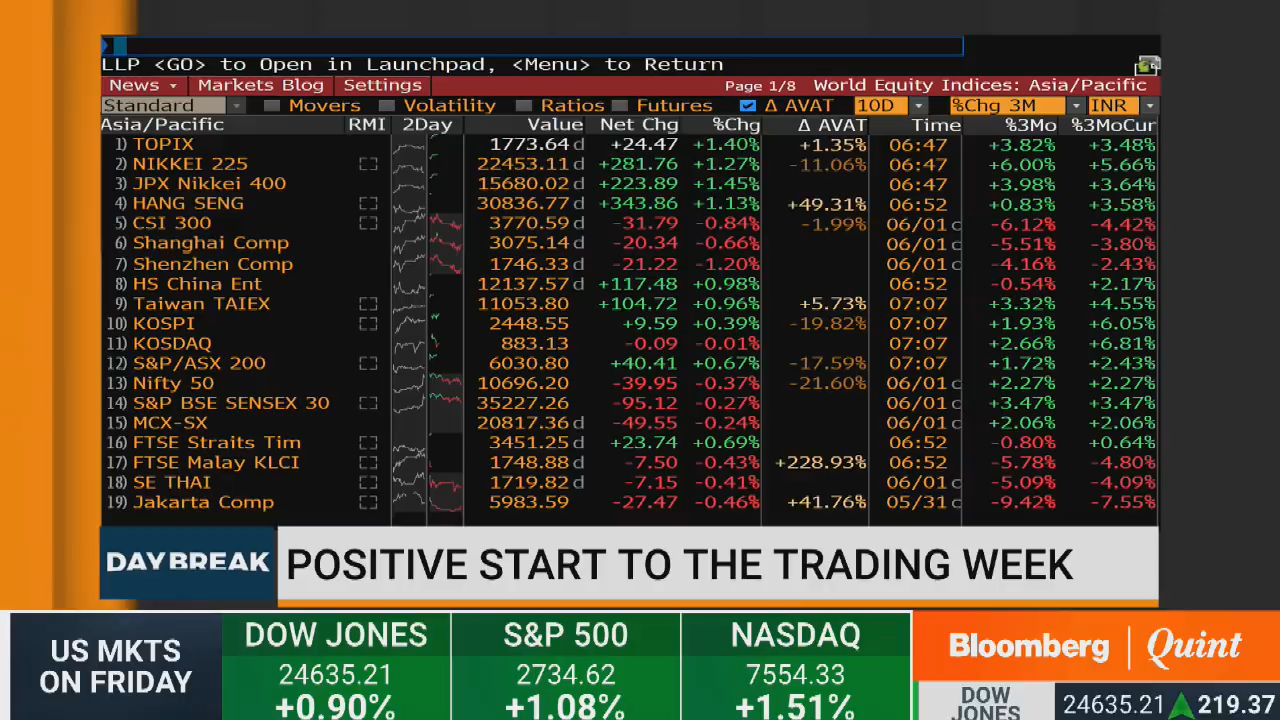 LLP <GO> to Open in Launchpad, <Menu> to Return
News Markets Blog Settings Page 1/8 World Equity Indices: Asia/Pacific
Standard Movers Volatility Ratios Futures Δ AVAT 10D %Chg 3M INR
Asia/Pacific RMI 2Day Value Net Chg %Chg Δ AVAT Time %3Mo %3MoCur
1) TOPIX 1773.64 d +24.47 +1.40% +1.35% 06:47 +3.82% +3.48%
2) NIKKEI 225 22453.11 d +281.76 +1.27% -11.06% 06:47 +6.00% +5.66%
3) JPX Nikkei 400 15680.02 d +223.89 +1.45% 06:47 +3.98% +3.64%
4) HANG SENG 30836.77 d +343.86 +1.13% +49.31% 06:52 +0.83% +3.58%
5) CSI 300 3770.59 d -31.79 -0.84% -1.99% 06/01 c -6.12% -4.42%
6) Shanghai Comp 3075.14 d -20.34 -0.66% 06/01 c -5.51% -3.80%
7) Shenzhen Comp 1746.33 d -21.22 -1.20% 06/01 c -4.16% -2.43%
8) HS China Ent 12137.57 d +117.48 +0.98% 06:52 -0.54% +2.17%
9) Taiwan TAIEX 11053.80 +104.72 +0.96% +5.73% 07:07 +3.32% +4.55%
10) KOSPI 2448.55 +9.59 +0.39% -19.82% 07:07 +1.93% +6.05%
11) KOSDAQ 883.13 -0.09 -0.01% 07:07 +2.66% +6.81%
12) S&P/ASX 200 6030.80 +40.41 +0.67% -17.59% 07:07 +1.72% +2.43%
13) Nifty 50 10696.20 -39.95 -0.37% -21.60% 06/01 c +2.27% +2.27%
14) S&P BSE SENSEX 30 35227.26 -95.12 -0.27% 06/01 c +3.47% +3.47%
15) MCX-SX 20817.36 d -49.55 -0.24% 06/01 c +2.06% +2.06%
16) FTSE Straits Tim 3451.25 d +23.74 +0.69% 06:52 -0.80% +0.64%
17) FTSE Malay KLCI 1748.88 d -7.50 -0.43% +228.93% 06:52 -5.78% -4.80%
18) SE THAI 1719.82 d -7.15 -0.41% 06/01 c -5.09% -4.09%
19) Jakarta Comp 5983.59 -27.47 -0.46% +41.76% 05/31 c -9.42% -7.55%
DAYBREAK POSITIVE START TO THE TRADING WEEK
US MKTS
ON FRIDAY
DOW JONES
24635.21
+0.90%
S&P 500
2734.62
+1.08%
NASDAQ
7554.33
+1.51%
Bloomberg | Quint
DOW
JONES
24635.21 219.37